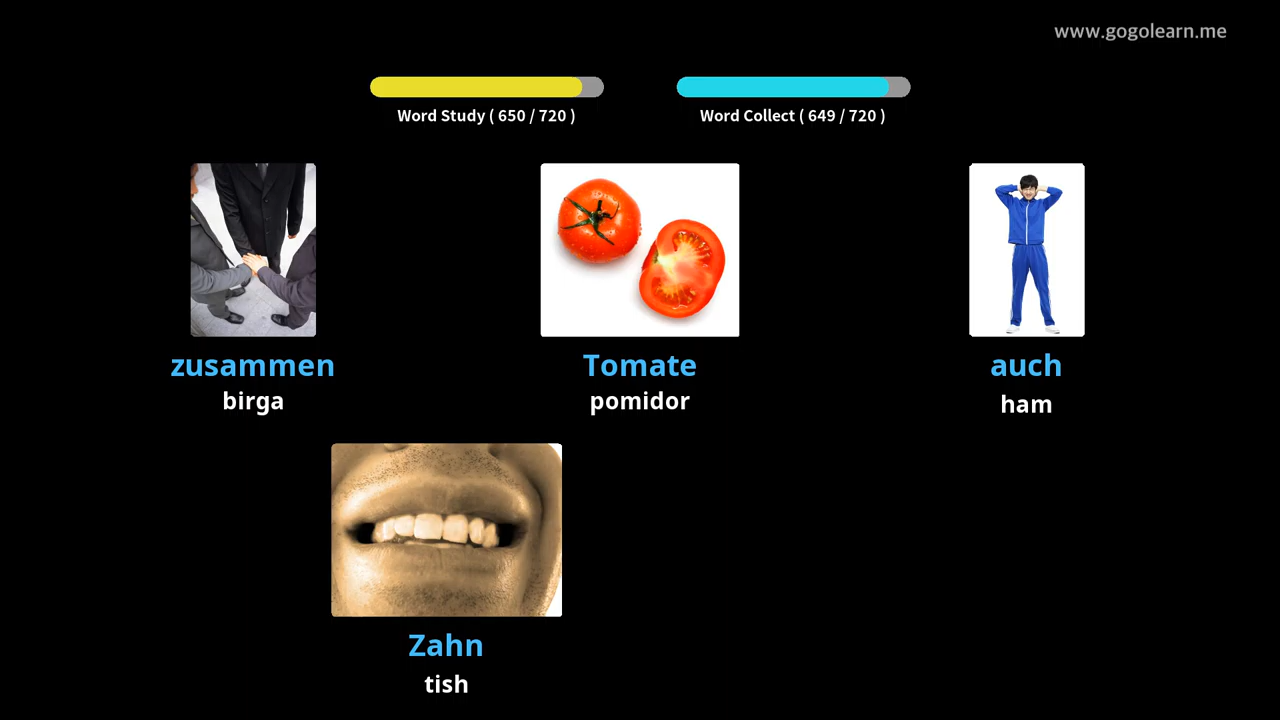 www.gogolearn.me
Word Study ( 650 / 720 )
Word Collect ( 649 / 720 )
zusammen
birga
Tomate
pomidor
auch
ham
Zahn
tish